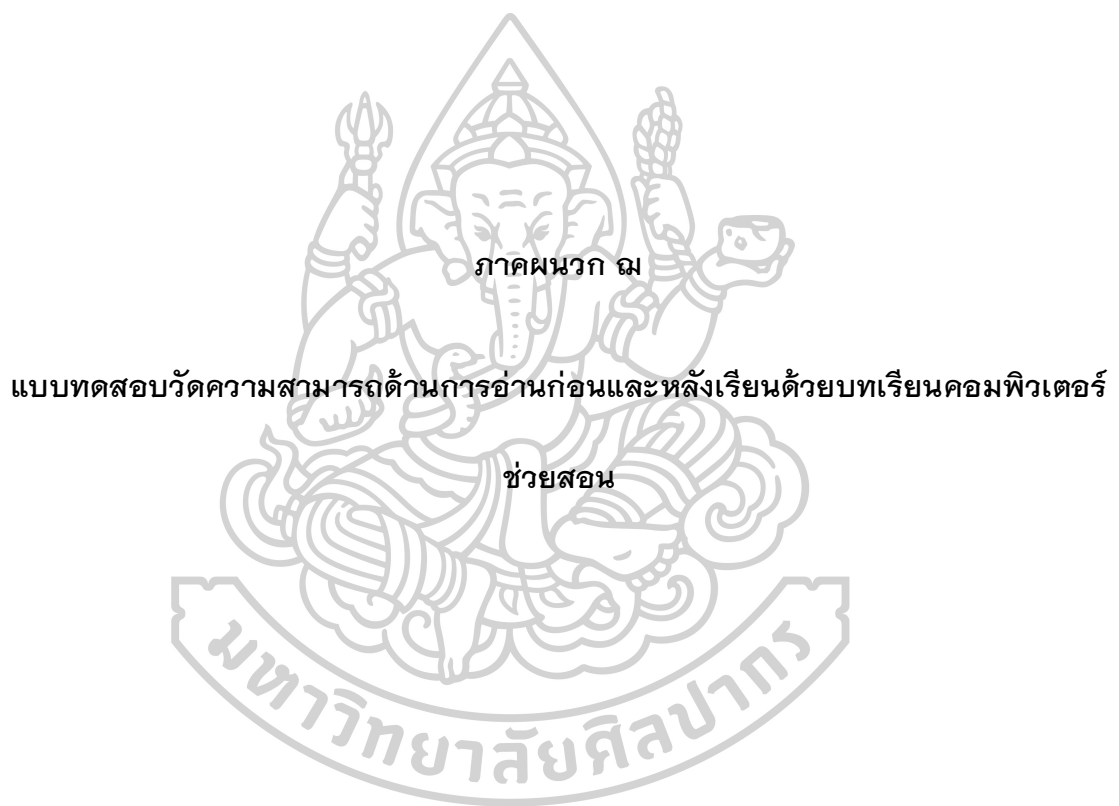 ภาคผนวก ฌ
แบบทดสอบวัดความสามารถด้านการอ่านก่อนและหลังเรียนด้วยบทเรียนคอมพิวเตอร์
ช่วยสอน
มหาวิทยาลัยศิลปากร